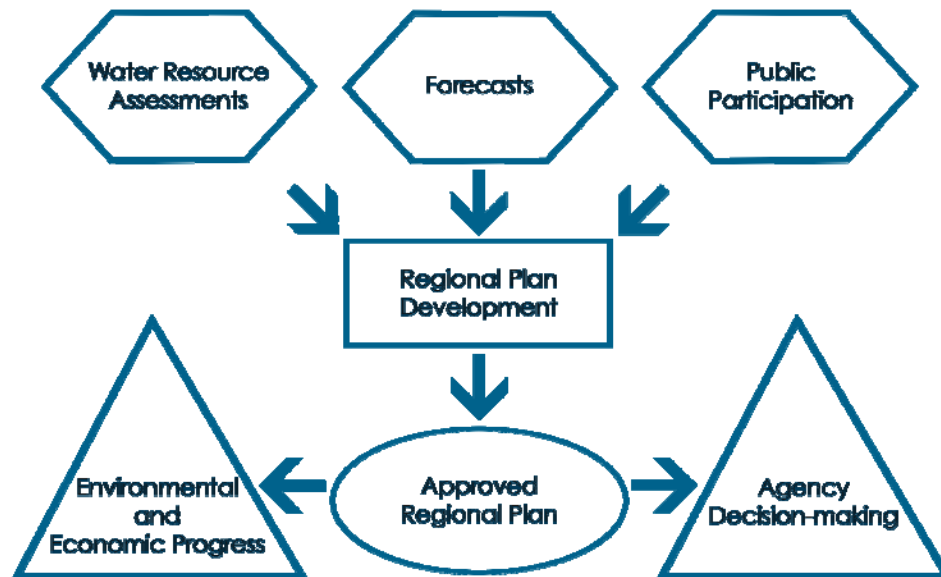 Water Resource
Assessments
Forecasts
Public
Participation
Regional Plan
Development
Environmental
and
Economic Progress
Approved
Regional Plan
Agency
Decision-making